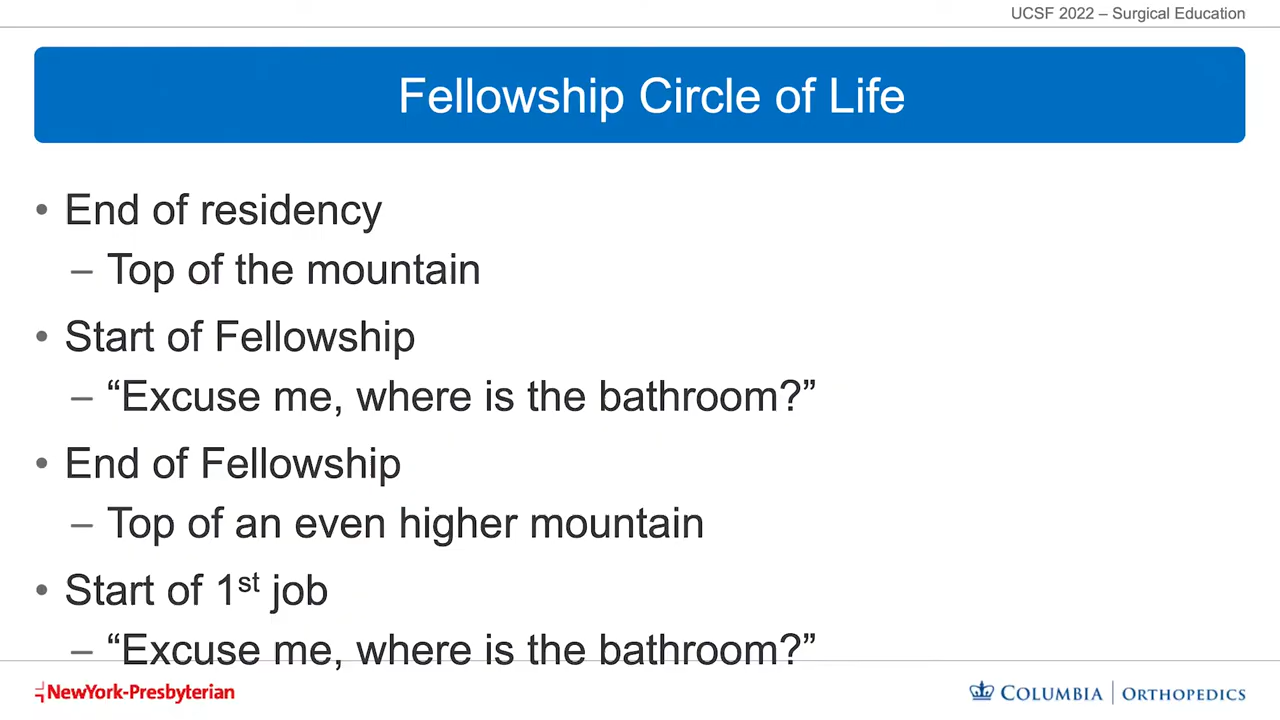 UCSF 2022 – Surgical Education
Fellowship Circle of Life
• End of residency
– Top of the mountain
• Start of Fellowship
– “Excuse me, where is the bathroom?”
• End of Fellowship
– Top of an even higher mountain
• Start of 1st job
– “Excuse me, where is the bathroom?”
NewYork-Presbyterian
COLUMBIA | ORTHOPEDICS